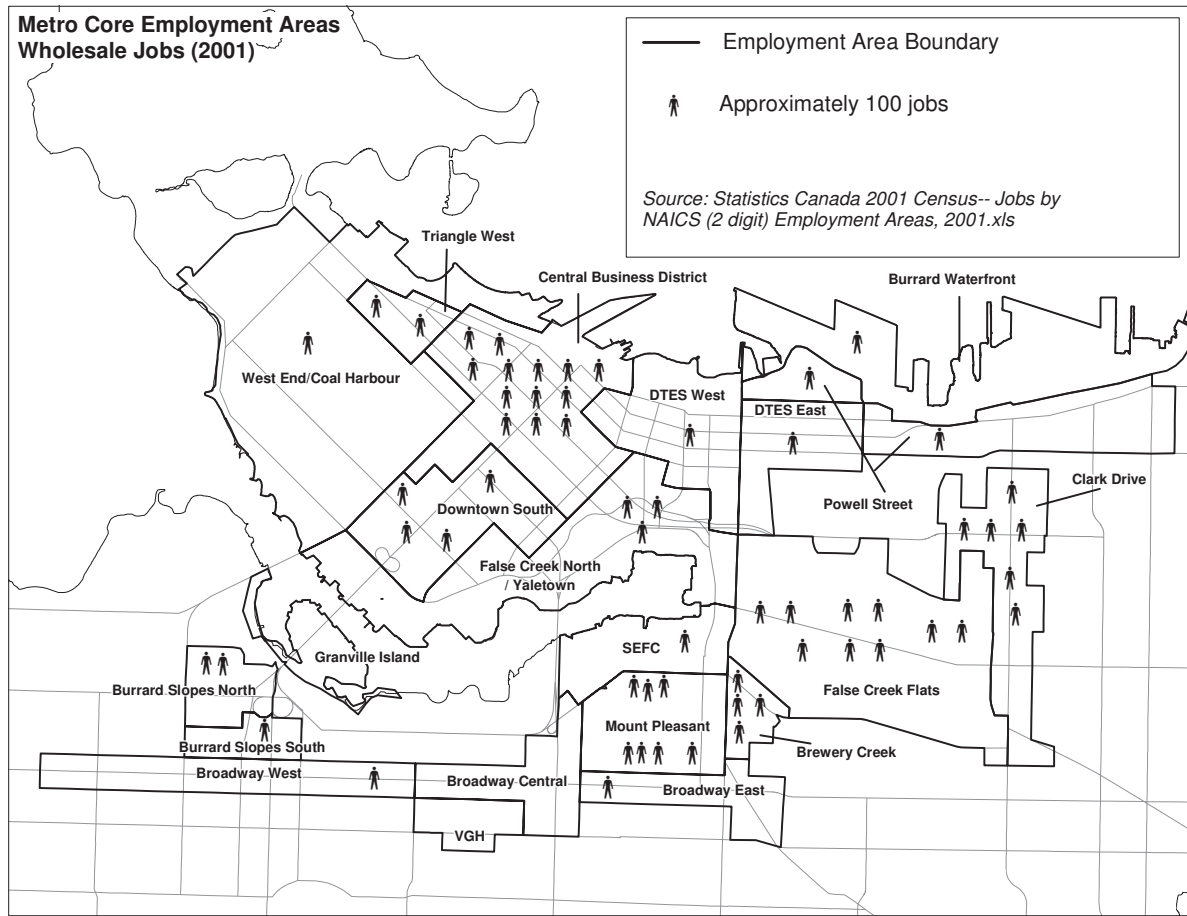 Metro Core Employment Areas
Wholesale Jobs (2001)
Employment Area Boundary
Approximately 100 jobs
Source: Statistics Canada 2001 Census-- Jobs by
NAICS (2 digit) Employment Areas, 2001.xls
Triangle West
Central Business District
Burrard Waterfront
West End/Coal Harbour
DTES West
DTES East
Clark Drive
Powell Street
Downtown South
False Creek North
/ Yaletown
SEFC
Granville Island
Burrard Slopes North
False Creek Flats
Mount Pleasant
Burrard Slopes South
Brewery Creek
Broadway West
Broadway Central
Broadway East
VGH